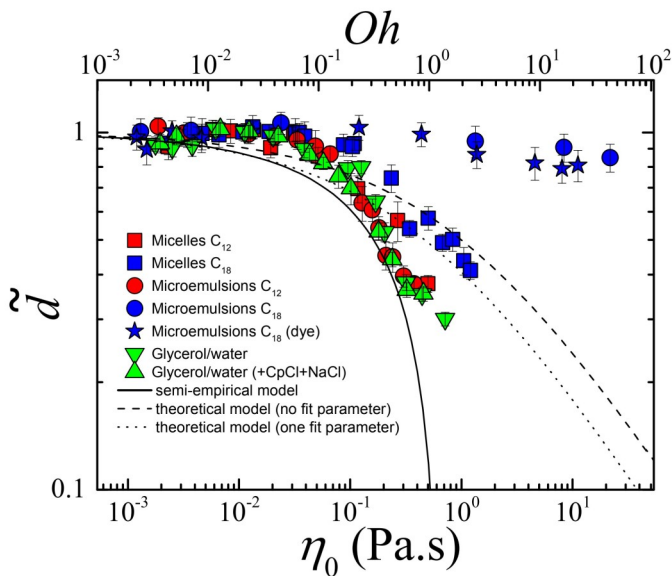 Oh
10⁻³ 10⁻² 10⁻¹ 10⁰ 10¹ 10²
1
d̃
Micelles C₁₂
Micelles C₁₈
Microemulsions C₁₂
Microemulsions C₁₈
Microemulsions C₁₈ (dye)
Glycerol/water
Glycerol/water (+CpCl+NaCl)
semi-empirical model
theoretical model (no fit parameter)
theoretical model (one fit parameter)
0.1
10⁻³ 10⁻² 10⁻¹ 10⁰ 10¹
η₀ (Pa.s)